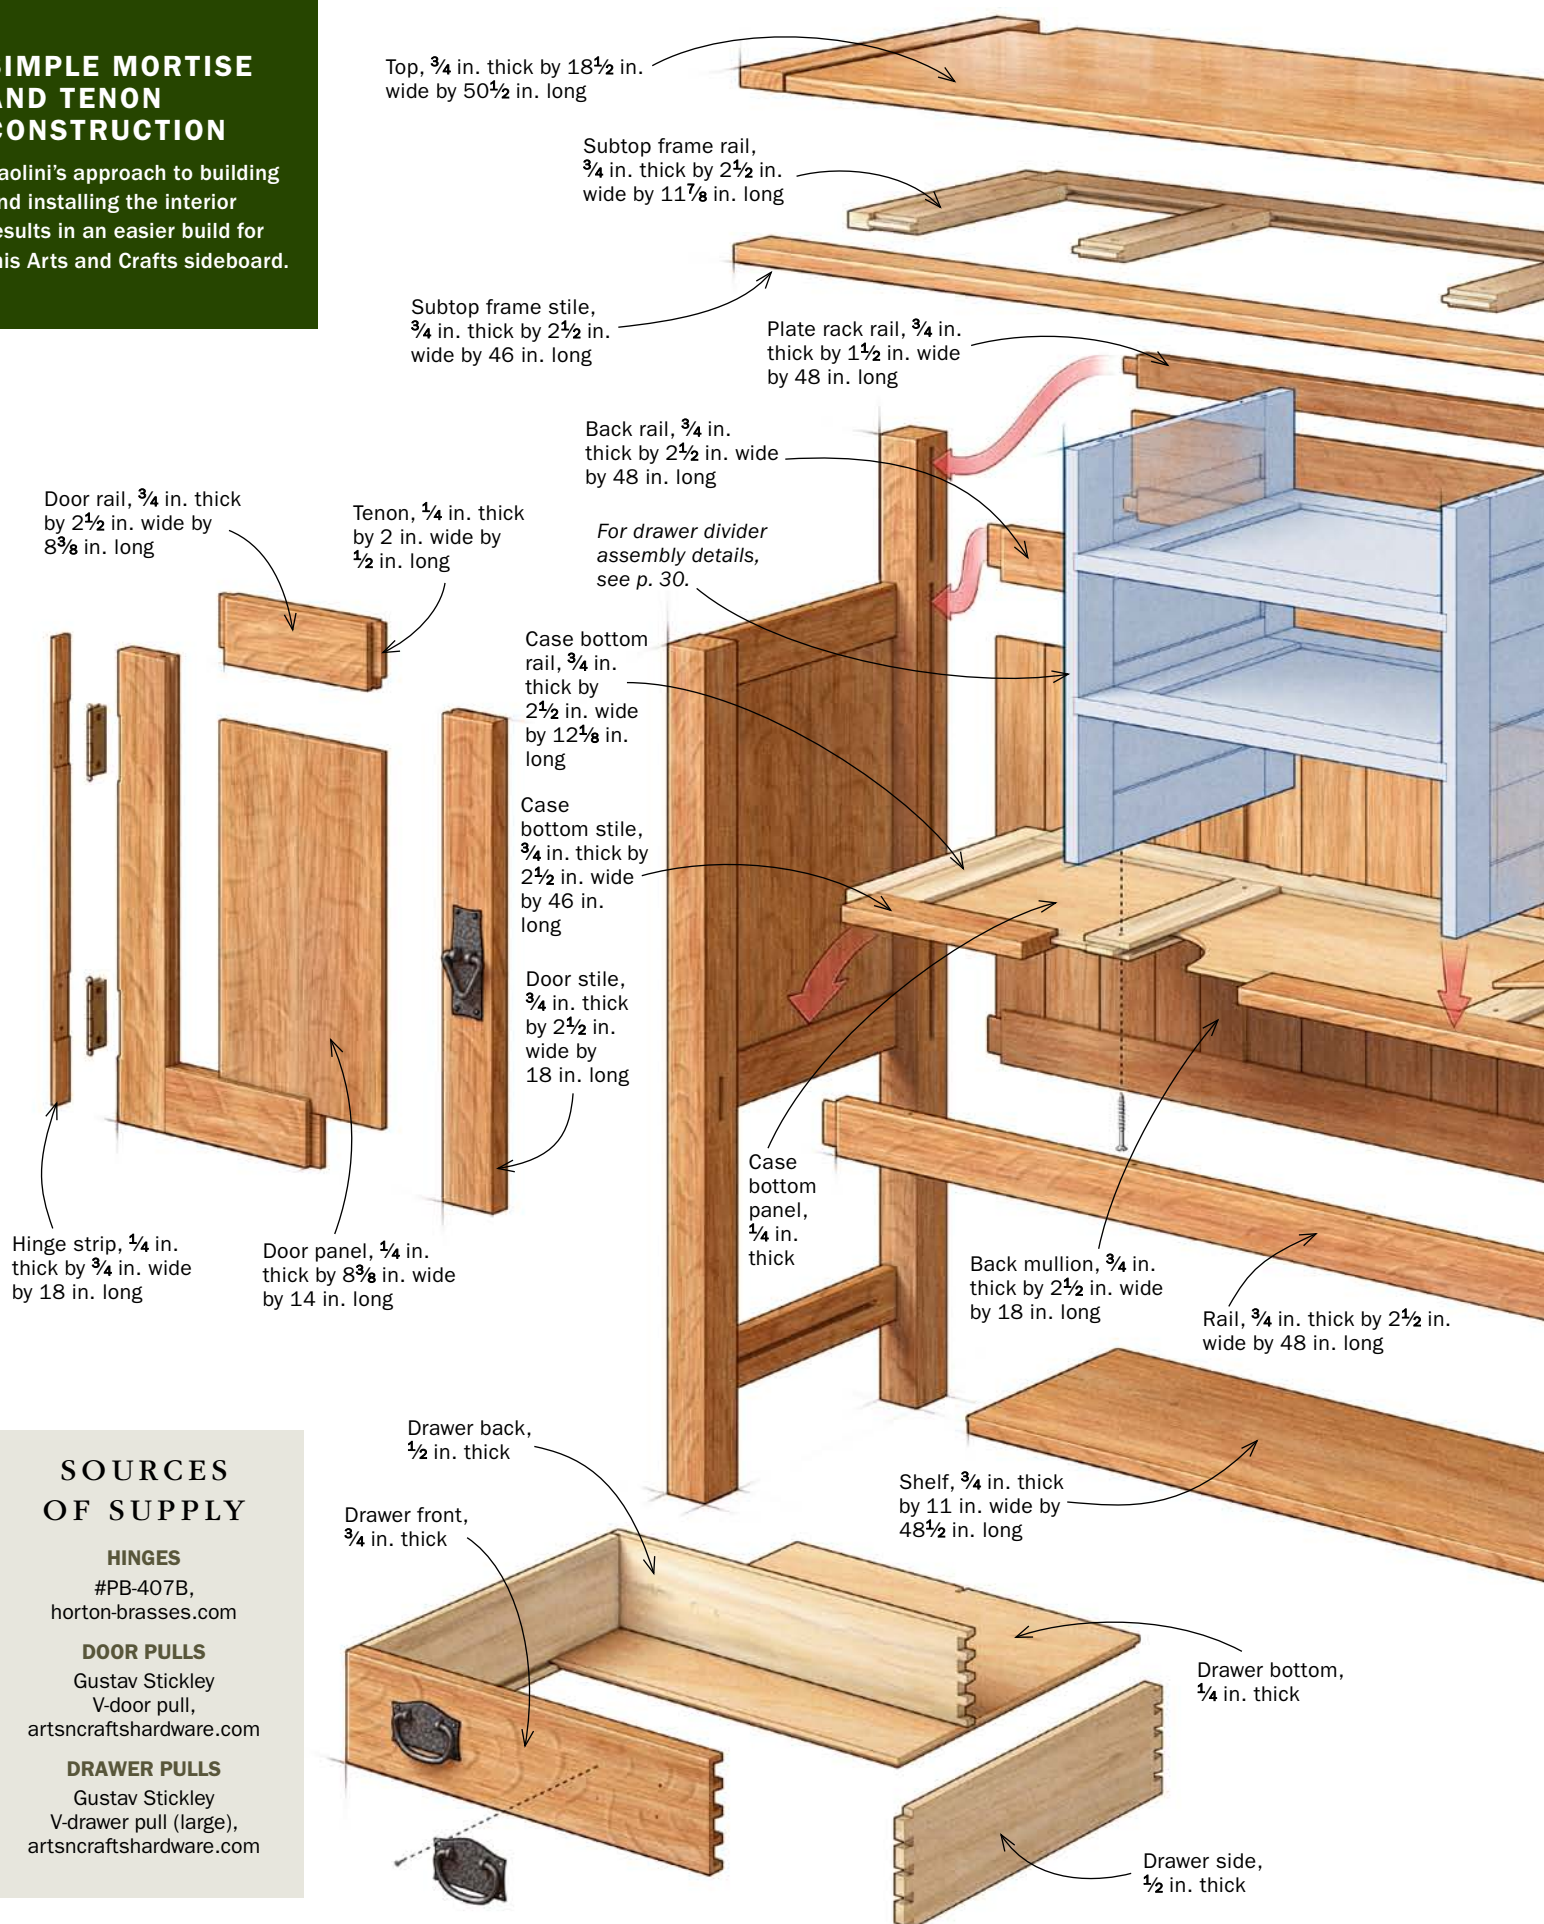 SIMPLE MORTISE
AND TENON
CONSTRUCTION
aolini’s approach to building
nd installing the interior
esults in an easier build for
his Arts and Crafts sideboard.
Top, ¾ in. thick by 18½ in.
wide by 50½ in. long
Subtop frame rail,
¾ in. thick by 2½ in.
wide by 11⅞ in. long
Subtop frame stile,
¾ in. thick by 2½ in.
wide by 46 in. long
Plate rack rail, ¾ in.
thick by 1½ in. wide
by 48 in. long
Back rail, ¾ in.
thick by 2½ in. wide
by 48 in. long
Door rail, ¾ in. thick
by 2½ in. wide by
8⅜ in. long
Tenon, ¼ in. thick
by 2 in. wide by
½ in. long
For drawer divider
assembly details,
see p. 30.
Case bottom
rail, ¾ in.
thick by
2½ in. wide
by 12⅛ in.
long
Case
bottom stile,
¾ in. thick by
2½ in. wide
by 46 in.
long
Door stile,
¾ in. thick
by 2½ in.
wide by
18 in. long
Hinge strip, ¼ in.
thick by ¾ in. wide
by 18 in. long
Door panel, ¼ in.
thick by 8⅜ in. wide
by 14 in. long
Case
bottom
panel,
¼ in.
thick
Back mullion, ¾ in.
thick by 2½ in. wide
by 18 in. long
Rail, ¾ in. thick by 2½ in.
wide by 48 in. long
Shelf, ¾ in. thick
by 11 in. wide by
48½ in. long
Drawer back,
½ in. thick
Drawer front,
¾ in. thick
Drawer bottom,
¼ in. thick
Drawer side,
½ in. thick
SOURCES
OF SUPPLY
HINGES
#PB-407B,
horton-brasses.com
DOOR PULLS
Gustav Stickley
V-door pull,
artsncraftshardware.com
DRAWER PULLS
Gustav Stickley
V-drawer pull (large),
artsncraftshardware.com